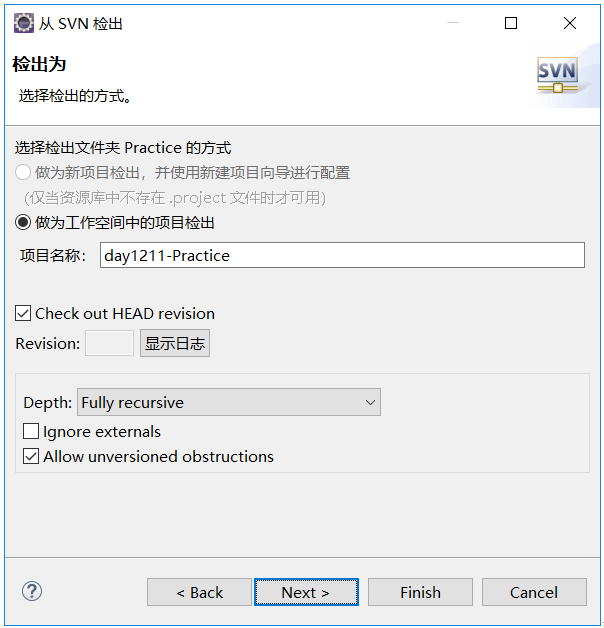 从 SVN 检出
检出为
选择检出的方式。
SVN
选择检出文件夹 Practice 的方式
做为新项目检出，并使用新建项目向导进行配置
（仅当资源库中不存在 .project 文件时才可用）
做为工作空间中的项目检出
项目名称： day1211-Practice
Check out HEAD revision
Revision: 显示日志
Depth: Fully recursive
Ignore externals
Allow unversioned obstructions
? < Back Next > Finish Cancel